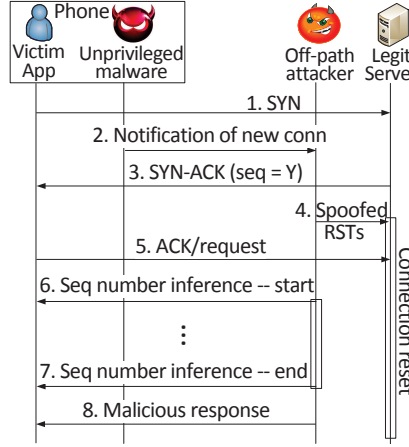 Phone
Victim App
Unprivileged malware
Off-path attacker
Legit Server
1. SYN
2. Notification of new conn
3. SYN-ACK (seq = Y)
4. Spoofed RSTs
5. ACK/request
6. Seq number inference -- start
7. Seq number inference -- end
8. Malicious response
Connection reset